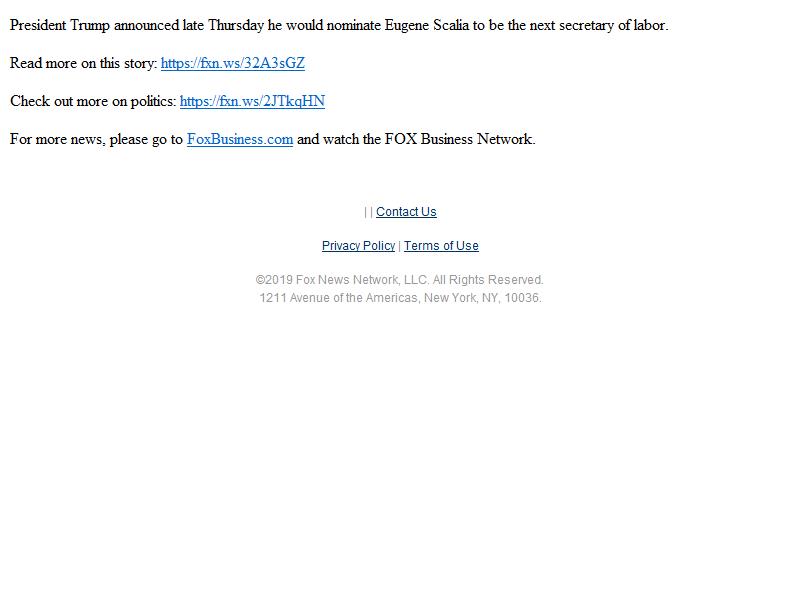 President Trump announced late Thursday he would nominate Eugene Scalia to be the next secretary of labor.
Read more on this story: https://fxn.ws/32A3sGZ
Check out more on politics: https://fxn.ws/2JTkqHN
For more news, please go to FoxBusiness.com and watch the FOX Business Network.
| | Contact Us
Privacy Policy | Terms of Use
©2019 Fox News Network, LLC. All Rights Reserved.
1211 Avenue of the Americas, New York, NY, 10036.